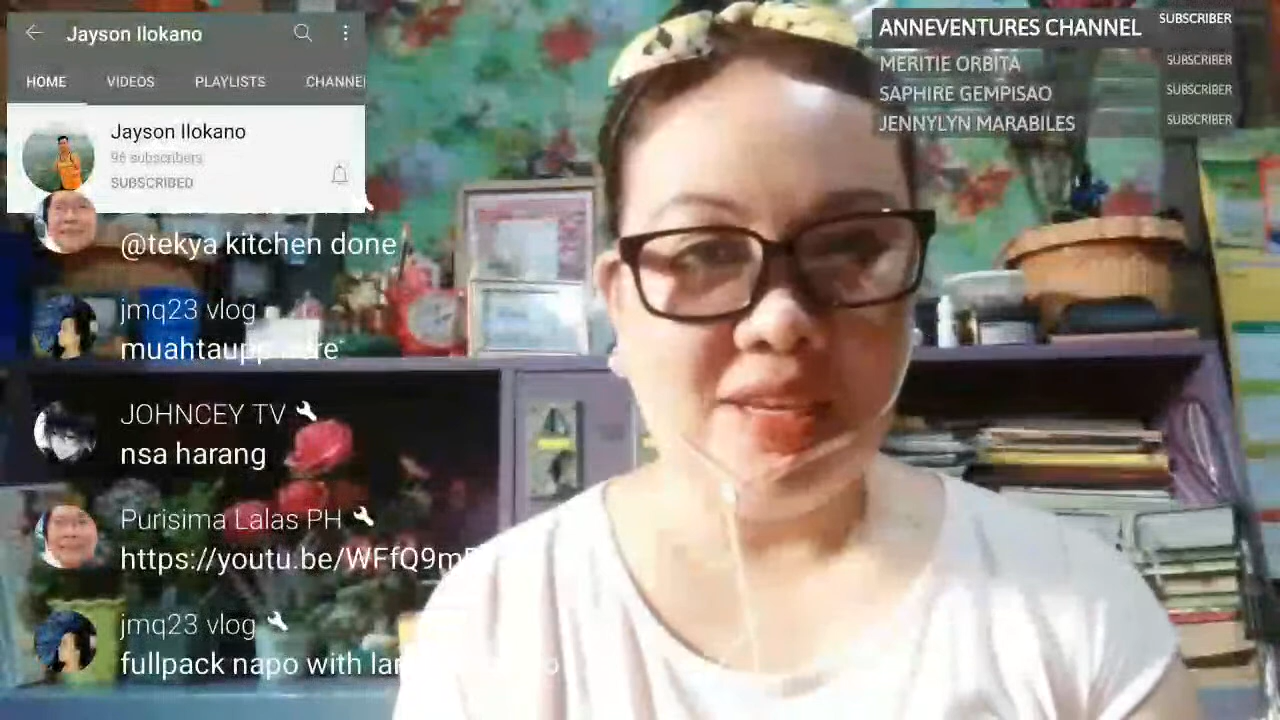 Jayson Ilokano
HOME VIDEOS PLAYLISTS
Jayson Ilokano
96 subscribers
SUBSCRIBED
@tekya kitchen done
jmq23 vlog
JOHNCEY TV
nsa harang
Purisima Lalas PH
https://youtu.be/WFfQ9m
jmq23 vlog
fullpack napo with
ANNEVENTURES CHANNEL SUBSCRIBER
MERITIE ORBITA SUBSCRIBER
SAPHIRE GEMPISAO SUBSCRIBER
JENNYLYN MARABILES SUBSCRIBER